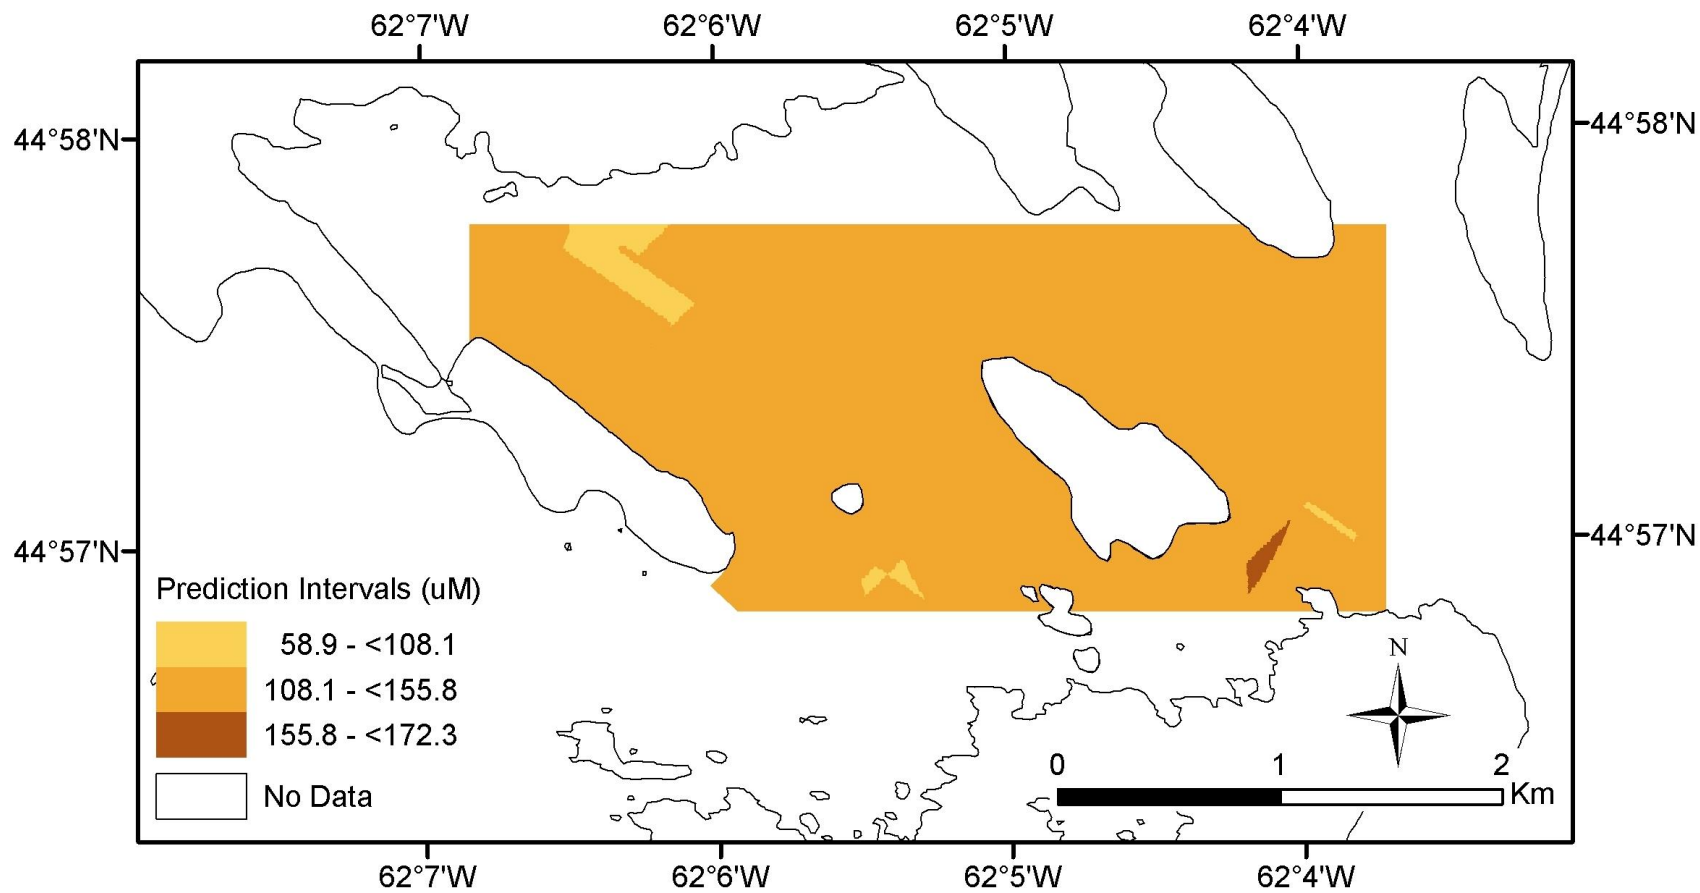 62°7'W 62°6'W 62°5'W 62°4'W
44°58'N 44°58'N
44°57'N 44°57'N
Prediction Intervals (uM)
58.9 - <108.1
108.1 - <155.8
155.8 - <172.3
No Data
N
0 1 2
Km
62°7'W 62°6'W 62°5'W 62°4'W